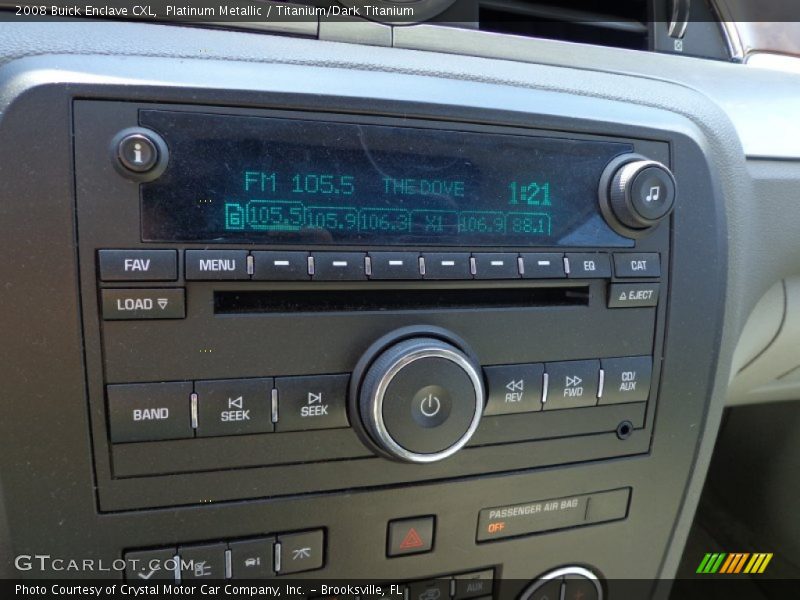 2008 Buick Enclave CXL,  Platinum Metallic / Titanium/Dark Titanium
i
FM 105.5 THE DOVE 1:21
6 105.5 105.9 106.3 X1 106.9 88.1
FAV MENU EQ CAT
LOAD EJECT
BAND SEEK SEEK REV FWD CD/AUX
PASSENGER AIR BAG
OFF
AUX
GTCARLOT.COM
Photo Courtesy of Crystal Motor Car Company, Inc. - Brooksville, FL